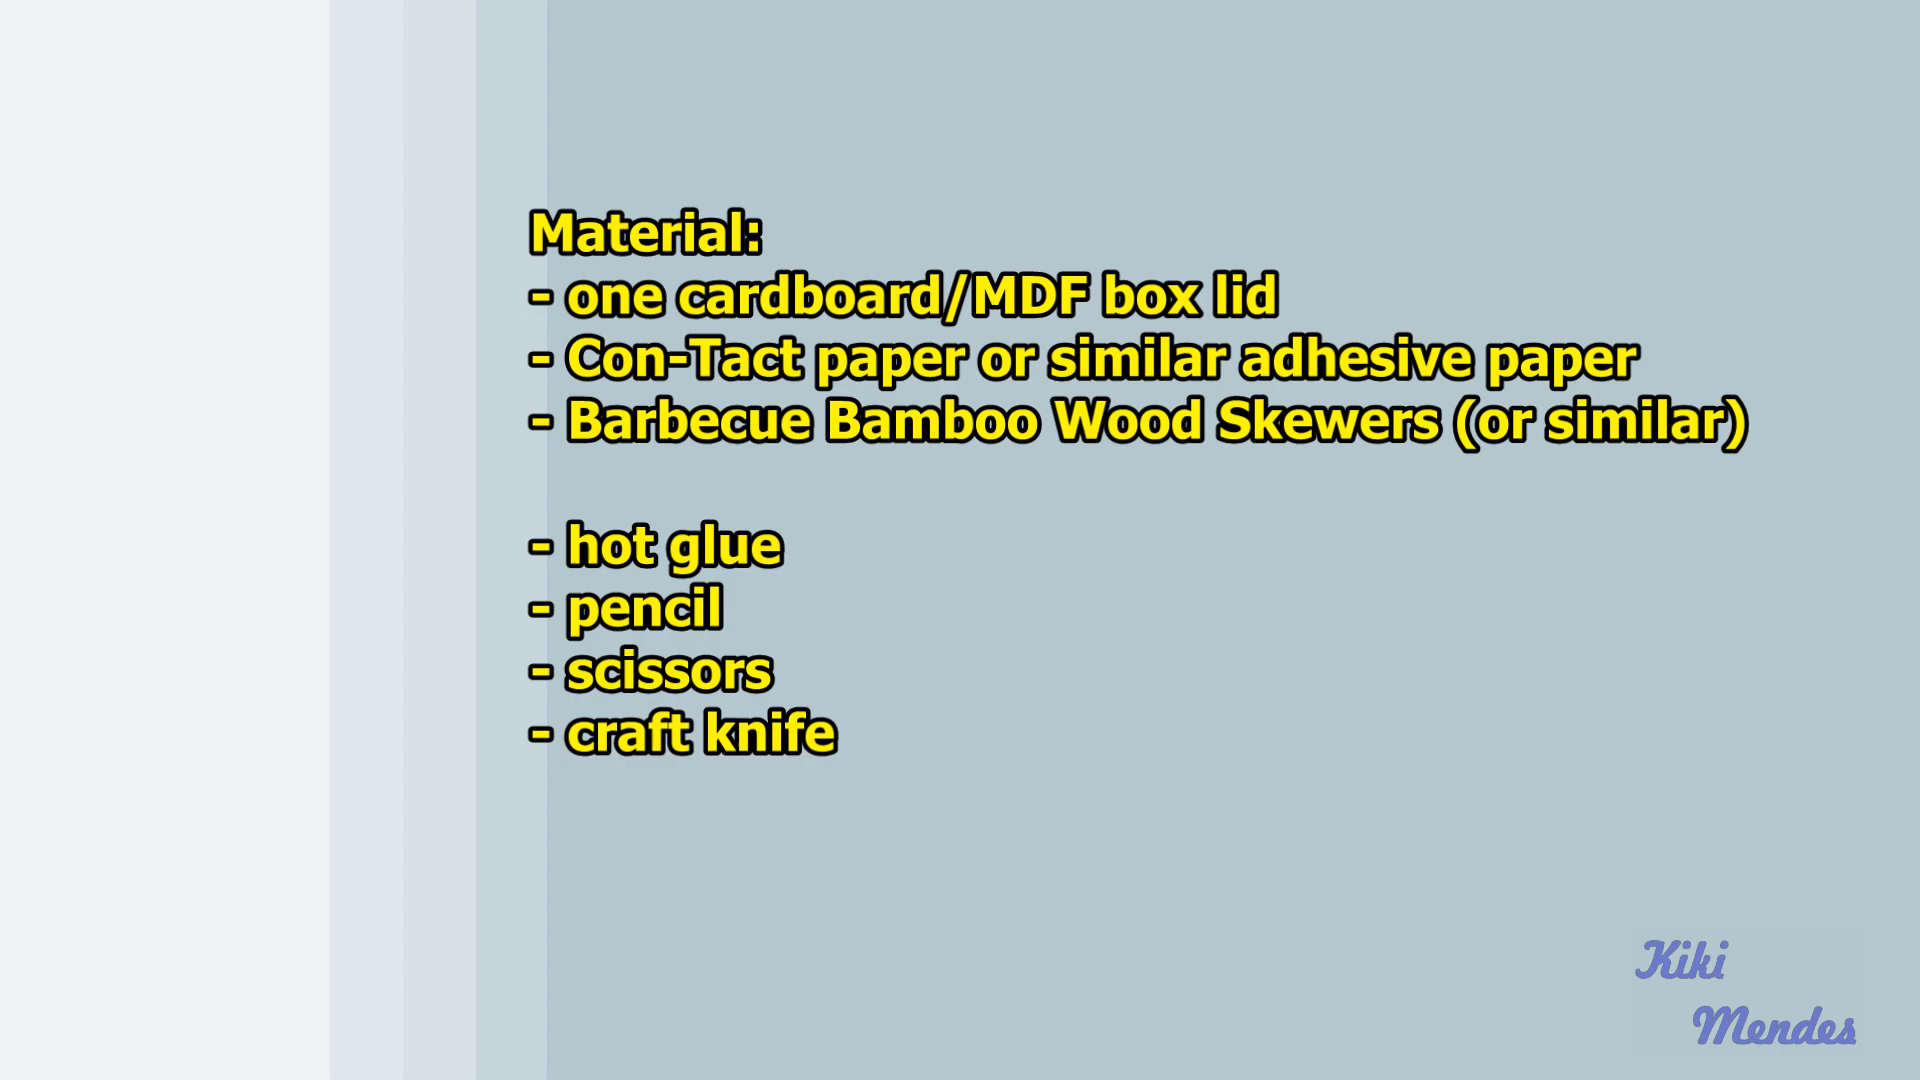 Material:
- one cardboard/MDF box lid
- Con-Tact paper or similar adhesive paper
- Barbecue Bamboo Wood Skewers (or similar)
- hot glue
- pencil
- scissors
- craft knife
Kiki
Mendes